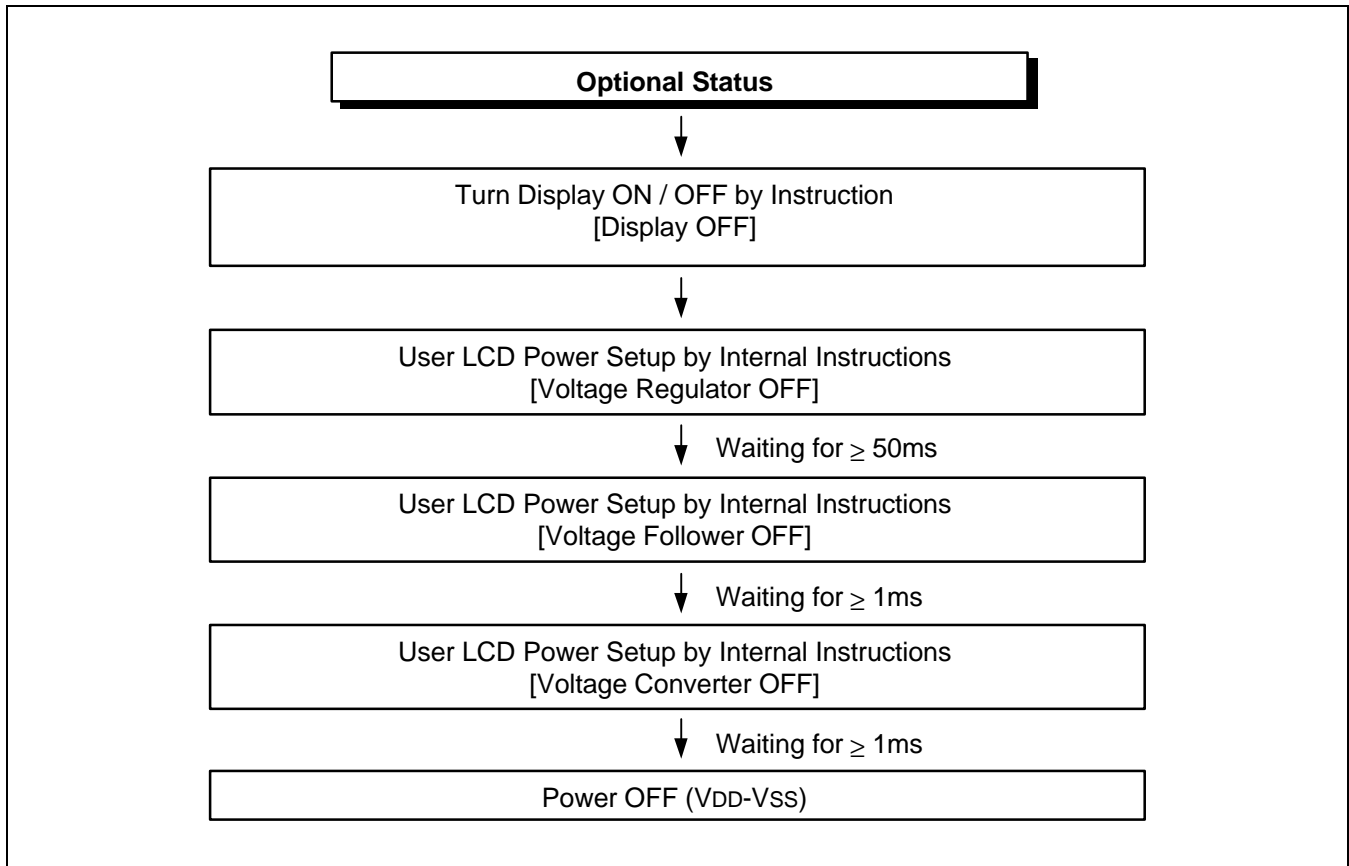 Optional Status
Turn Display ON / OFF by Instruction
[Display OFF]
User LCD Power Setup by Internal Instructions
[Voltage Regulator OFF]
Waiting for ≥ 50ms
User LCD Power Setup by Internal Instructions
[Voltage Follower OFF]
Waiting for ≥ 1ms
User LCD Power Setup by Internal Instructions
[Voltage Converter OFF]
Waiting for ≥ 1ms
Power OFF (VDD-VSS)